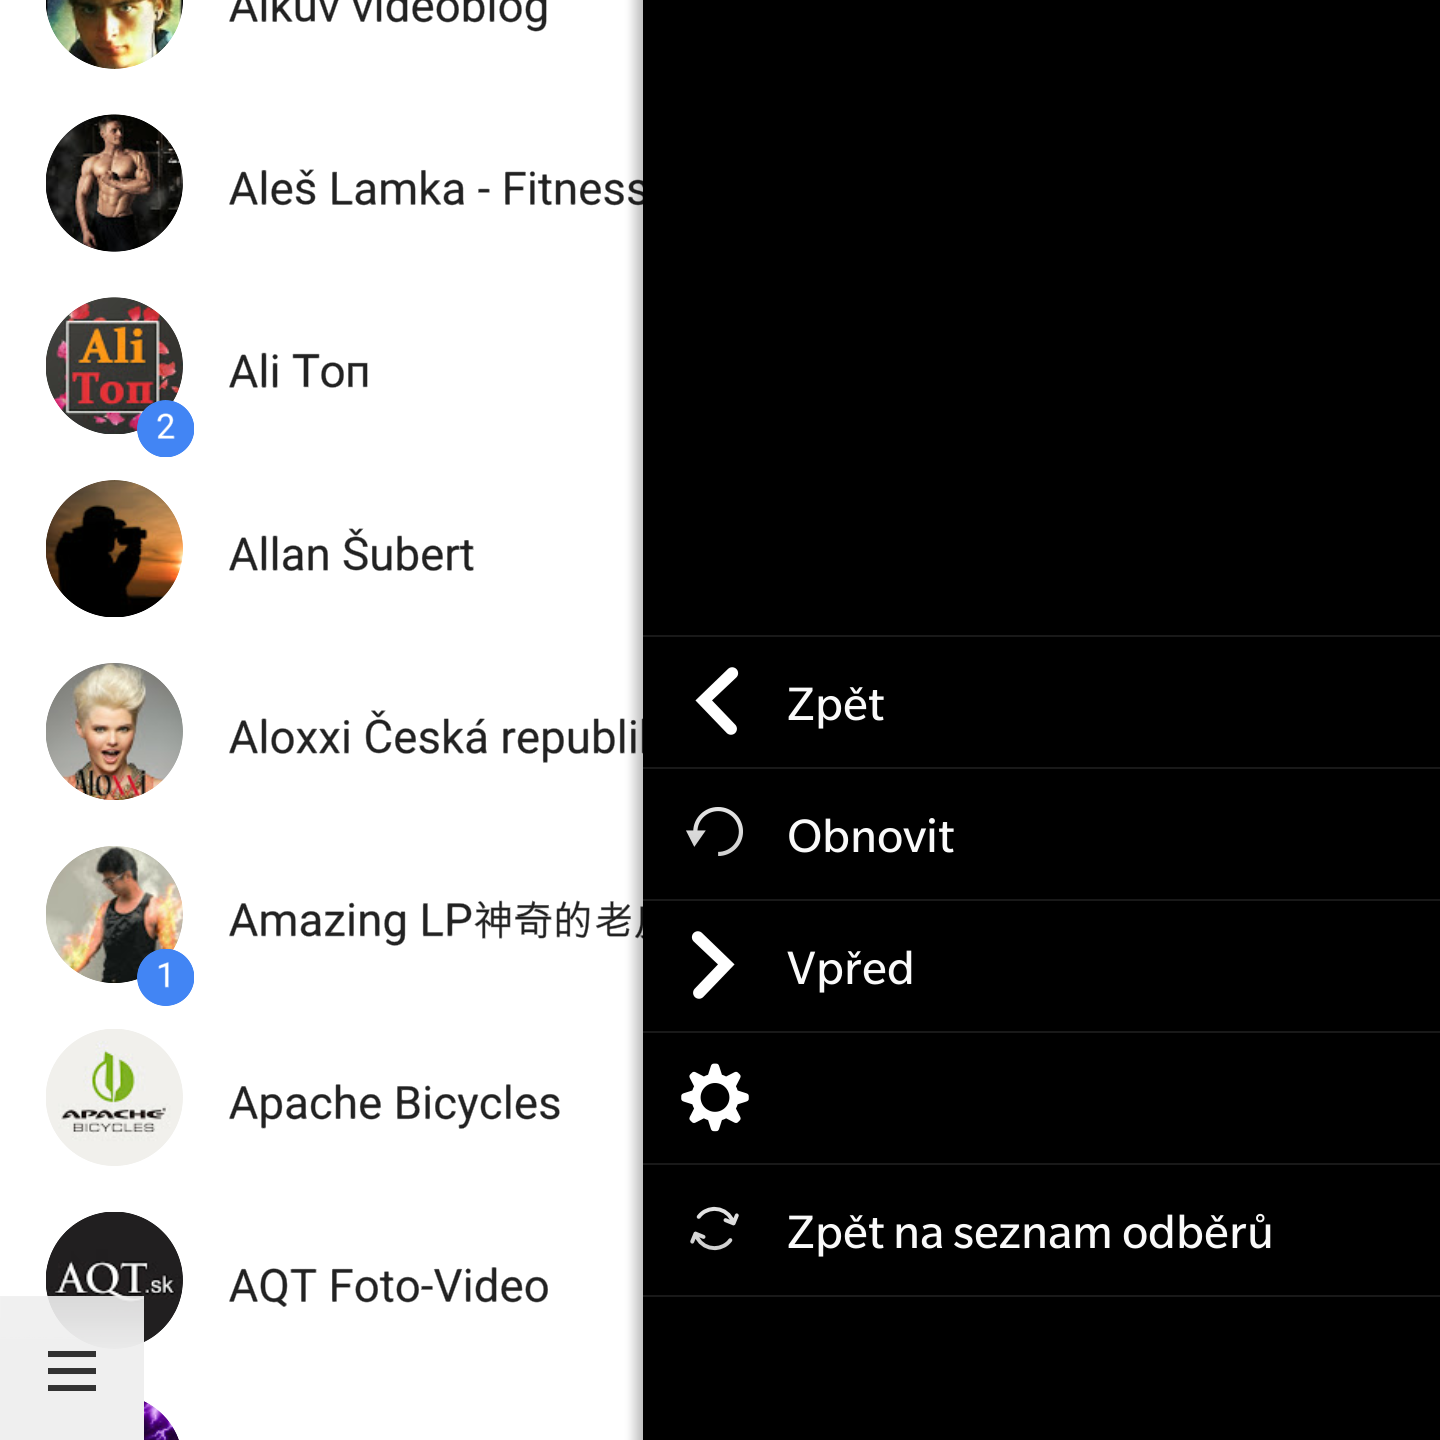 Alkuv videoblog
Aleš Lamka - Fitness
Ali
Топ
2
Ali Топ
Allan Šubert
Aloxxi
Aloxxi Česká republi
1
Amazing LP神奇的老
APACHE
BICYCLES
Apache Bicycles
AQT.sk
AQT Foto-Video
Zpět
Obnovit
Vpřed
Zpět na seznam odběrů